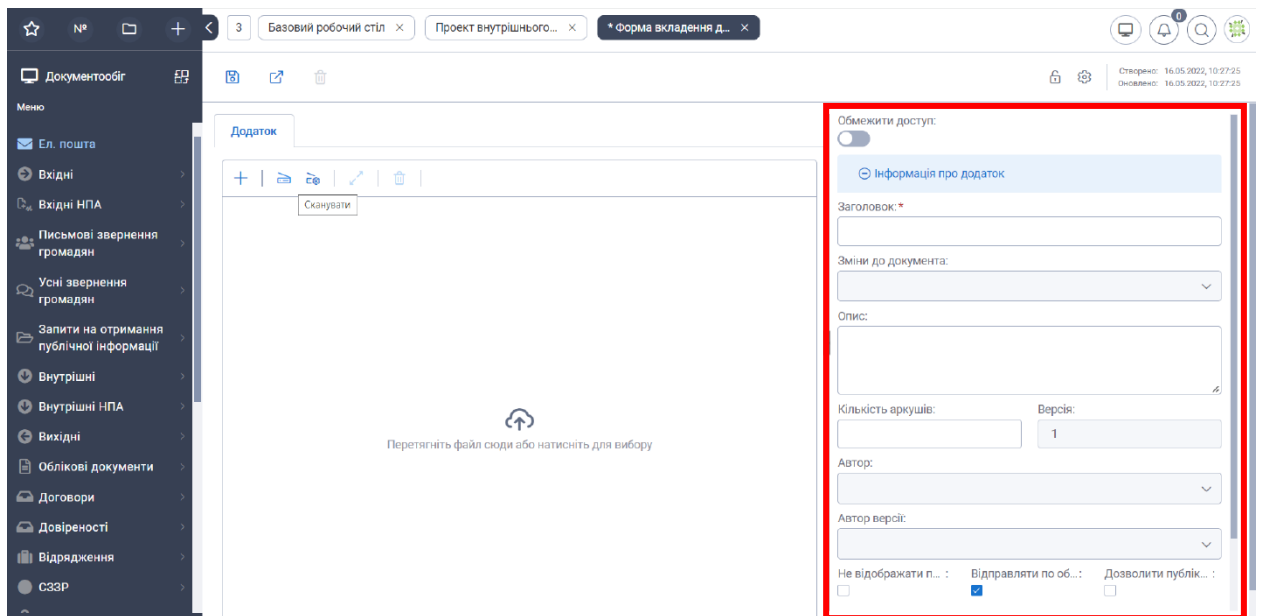 Nº
3
Базовий робочий стіл ×
Проект внутрішнього... ×
* Форма вкладення д... ×
0
Документообіг
Створено: 16.05.2022, 10:27:25
Оновлено: 16.05.2022, 10:27:25
Меню
Ел. пошта
Вхідні
Вхідні НПА
Письмові звернення
громадян
Усні звернення
громадян
Запити на отримання
публічної інформації
Внутрішні
Внутрішні НПА
Вихідні
Облікові документи
Договори
Довіреності
Відрядження
СЗЗР
Додаток
Сканувати
Перетягніть файл сюди або натисніть для вибору
Обмежити доступ:
Інформація про додаток
Заголовок:*
Зміни до документа:
Опис:
Кількість аркушів: Версія:
1
Автор:
Автор версії:
Не відображати п... : Відправляти по об...: Дозволити публік... :